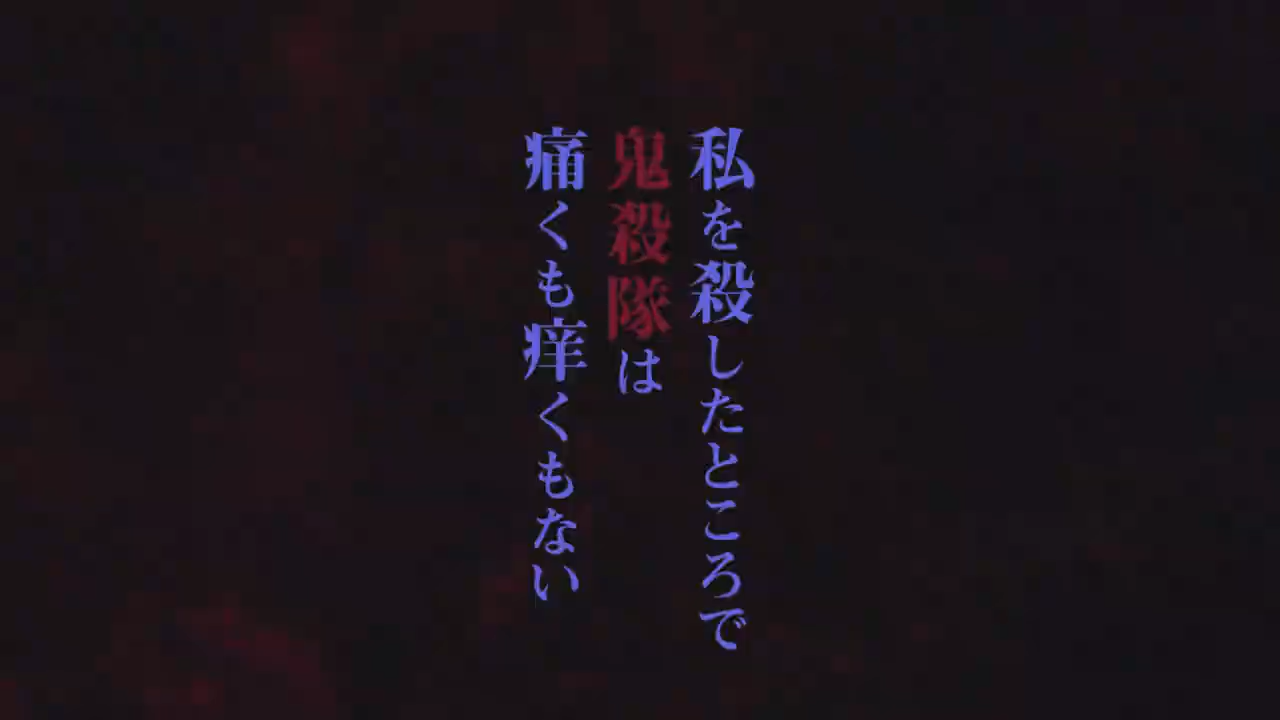 私を殺したところで
鬼殺隊は
痛くも痒くもない